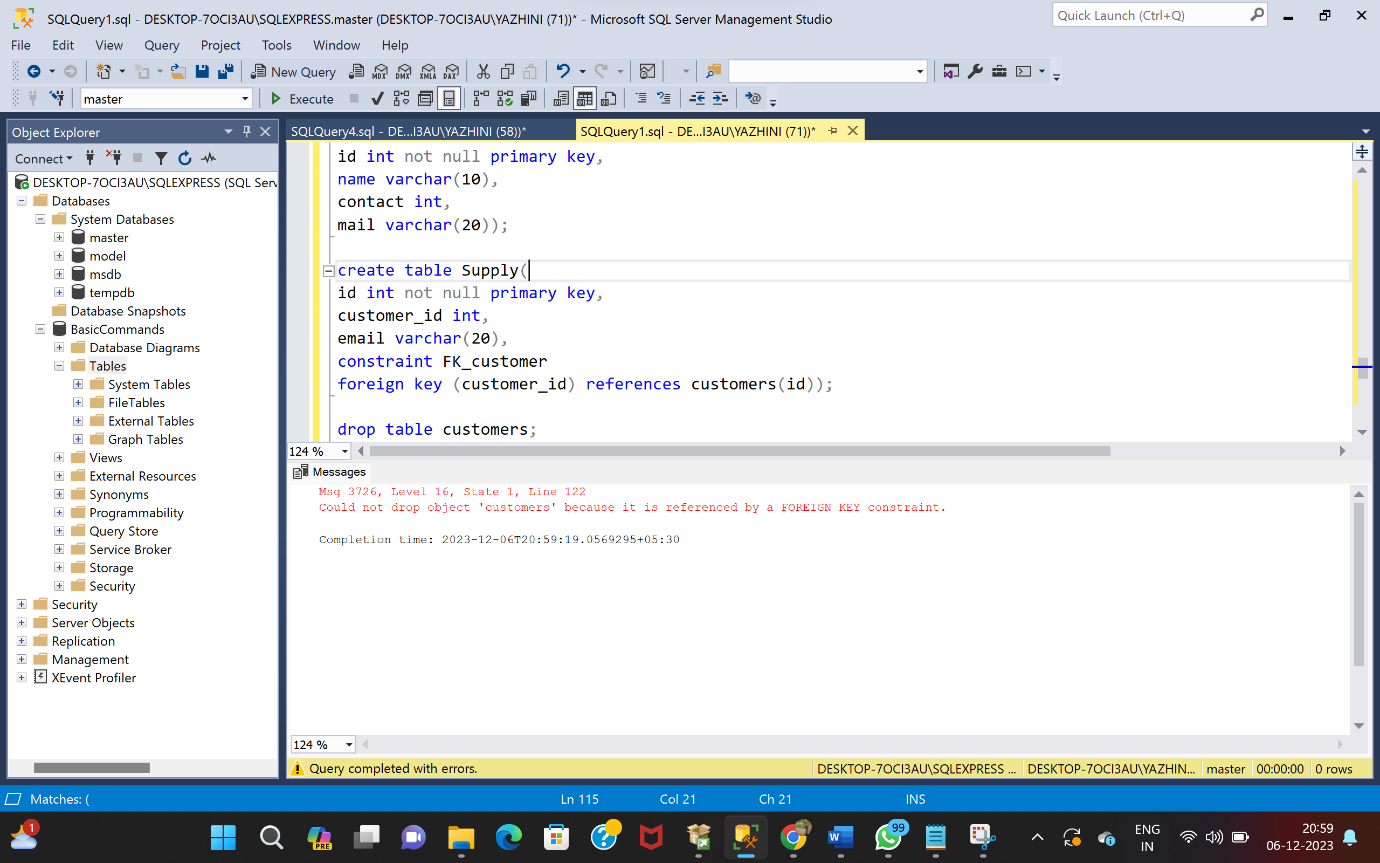 SQLQuery1.sql - DESKTOP-7OCI3AU\SQLEXPRESS.master (DESKTOP-7OCI3AU\YAZHINI (71))* - Microsoft SQL Server Management Studio
Quick Launch (Ctrl+Q)
File Edit View Query Project Tools Window Help
New Query MDX DMX XMLA DAX
master Execute
Object Explorer
SQLQuery4.sql - DE...I3AU\YAZHINI (58))*
SQLQuery1.sql - DE...I3AU\YAZHINI (71))*
Connect
DESKTOP-7OCI3AU\SQLEXPRESS (SQL Serv
Databases
System Databases
master
model
msdb
tempdb
Database Snapshots
BasicCommands
Database Diagrams
Tables
System Tables
FileTables
External Tables
Graph Tables
Views
External Resources
Synonyms
Programmability
Query Store
Service Broker
Storage
Security
Security
Server Objects
Replication
Management
XEvent Profiler
id int not null primary key,
name varchar(10),
contact int,
mail varchar(20));
create table Supply(
id int not null primary key,
customer_id int,
email varchar(20),
constraint FK_customer
foreign key (customer_id) references customers(id));
drop table customers;
124 %
Messages
Msg 3726, Level 16, State 1, Line 122
Could not drop object 'customers' because it is referenced by a FOREIGN KEY constraint.
Completion time: 2023-12-06T20:59:19.0569295+05:30
124 %
Query completed with errors.
DESKTOP-7OCI3AU\SQLEXPRESS ... DESKTOP-7OCI3AU\YAZHIN... master 00:00:00 0 rows
Matches: ( Ln 115 Col 21 Ch 21 INS
1
PRE
99
ENG
IN
20:59
06-12-2023